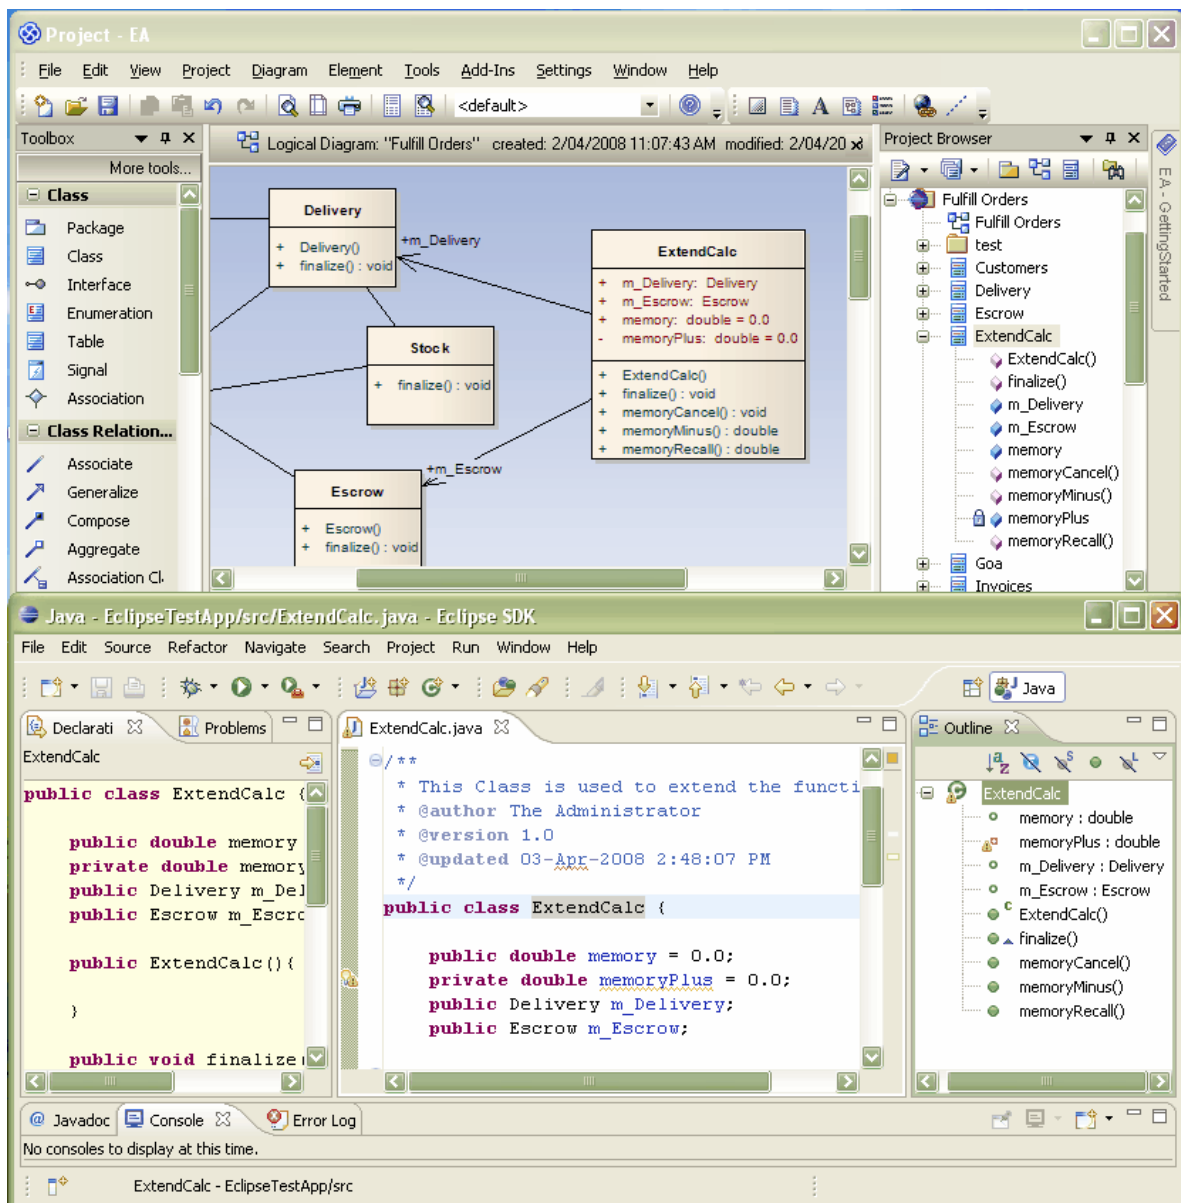 Project - EA
File Edit View Project Diagram Element Tools Add-Ins Settings Window Help
<default>
Toolbox
More tools...
Class
Package
Class
Interface
Enumeration
Table
Signal
Association
Class Relation...
Associate
Generalize
Compose
Aggregate
Association Cl
Logical Diagram: "Fulfill Orders" created: 2/04/2008 11:07:43 AM modified: 2/04/20
Delivery
+ Delivery()
+ finalize() : void
+m_Delivery
Stock
+ finalize() : void
+m_Escrow
Escrow
+ Escrow()
+ finalize() : void
ExtendCalc
+ m_Delivery: Delivery
+ m_Escrow: Escrow
+ memory: double = 0.0
- memoryPlus: double = 0.0
+ ExtendCalc()
+ finalize() : void
+ memoryCancel() : void
+ memoryMinus() : double
+ memoryRecall() : double
Project Browser
Fulfill Orders
Fulfill Orders
test
Customers
Delivery
Escrow
ExtendCalc
ExtendCalc()
finalize()
m_Delivery
m_Escrow
memory
memoryCancel()
memoryMinus()
memoryPlus
memoryRecall()
Goa
Invoices
EA - GettingStarted
Java - EclipseTestApp/src/ExtendCalc.java - Eclipse SDK
File Edit Source Refactor Navigate Search Project Run Window Help
Java
Declarati Problems
ExtendCalc
public class ExtendCalc {
public double memory
private double memory
public Delivery m_Del
public Escrow m_Escro
public ExtendCalc(){
}
public void finalize(
ExtendCalc.java
/**
* This Class is used to extend the functi
* @author The Administrator
* @version 1.0
* @updated 03-Apr-2008 2:48:07 PM
*/
public class ExtendCalc {
public double memory = 0.0;
private double memoryPlus = 0.0;
public Delivery m_Delivery;
public Escrow m_Escrow;
Outline
ExtendCalc
memory : double
memoryPlus : double
m_Delivery : Delivery
m_Escrow : Escrow
ExtendCalc()
finalize()
memoryCancel()
memoryMinus()
memoryRecall()
@ Javadoc Console Error Log
No consoles to display at this time.
ExtendCalc - EclipseTestApp/src